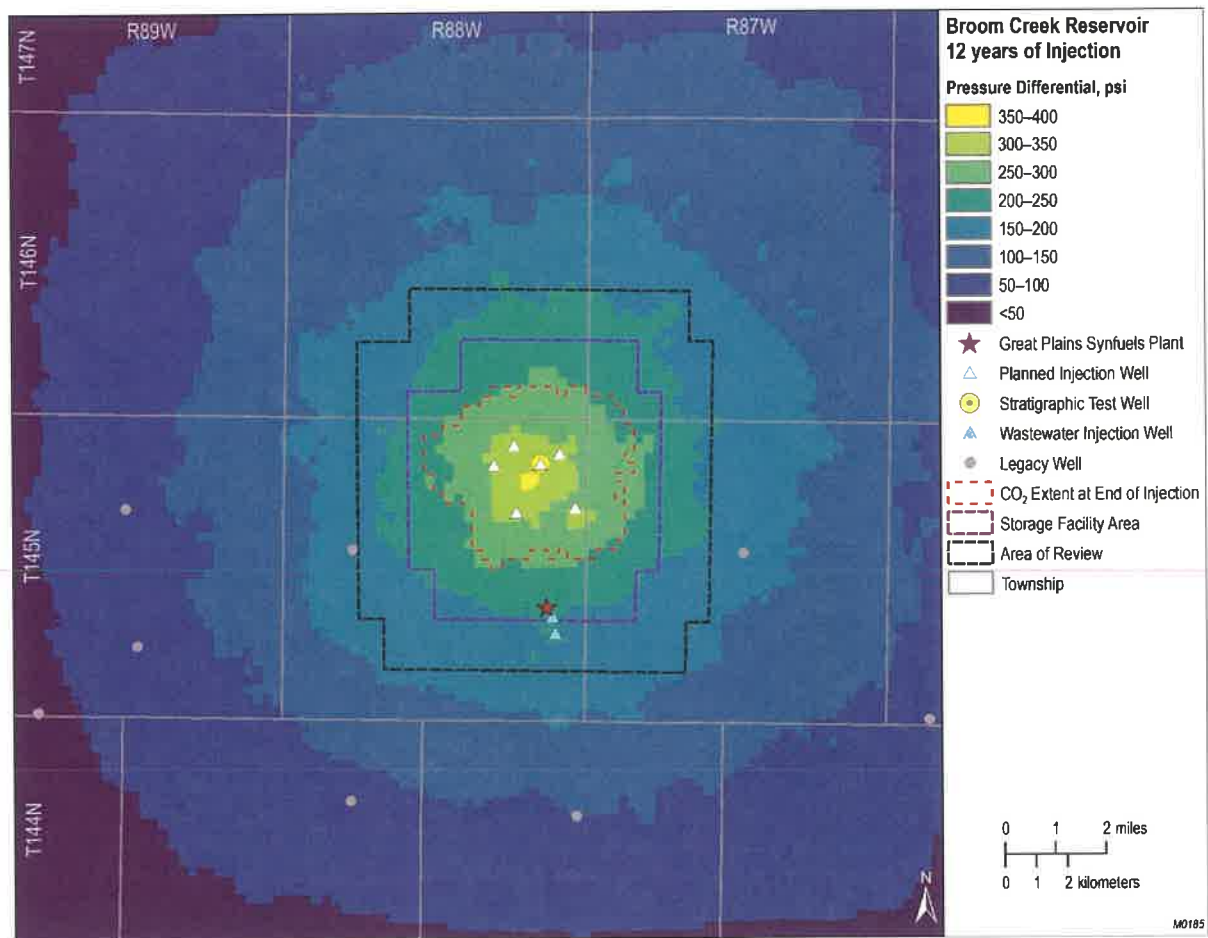 R89W
R88W
R87W
T147N
T146N
T145N
T144N
Broom Creek Reservoir
12 years of Injection
Pressure Differential, psi
350–400
300–350
250–300
200–250
150–200
100–150
50–100
<50
Great Plains Synfuels Plant
Planned Injection Well
Stratigraphic Test Well
Wastewater Injection Well
Legacy Well
CO₂ Extent at End of Injection
Storage Facility Area
Area of Review
Township
0 1 2 miles
0 1 2 kilometers
N
M0185